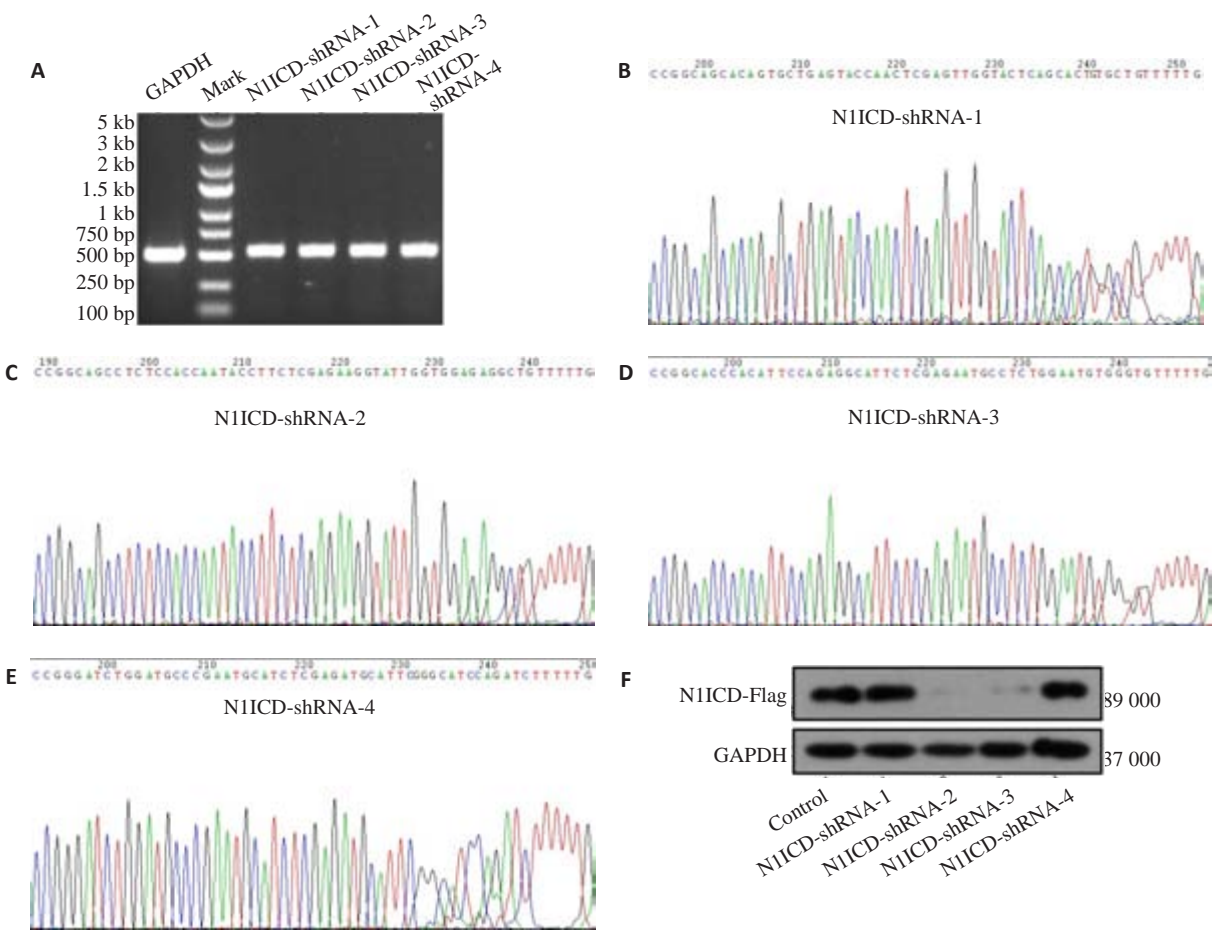 A
GAPDH
Mark
N1ICD-shRNA-1
N1ICD-shRNA-2
N1ICD-shRNA-3
N1ICD-
shRNA-4
5 kb
3 kb
2 kb
1.5 kb
1 kb
750 bp
500 bp
250 bp
100 bp
B
200 210 220 230 240 250
CCGGCAGCACAGTGCTGAGTACCAACTCGAGTTGGTACTCAGCACTGTGCTGTTTTTG
N1ICD-shRNA-1
C
190 200 210 220 230 240
CCGGCAGCCTCTCCACCAATACCTTCTCGAGAAGGTATTGGTGGAGAGGCTGTTTTTG
N1ICD-shRNA-2
D
200 210 220 230 240
CCGGCACCCACATTCCAGAGGCATTCTCGAGAATGCCTCTGGAATGTGGGTGTTTTTG
N1ICD-shRNA-3
E
200 210 220 230 240
CCGGGATCTGGATGCCCGAATGCATCTCGAGATGCATTCGGGCATCCAGATCTTTTTG
N1ICD-shRNA-4
F
N1ICD-Flag
89 000
GAPDH
37 000
Control
N1ICD-shRNA-1
N1ICD-shRNA-2
N1ICD-shRNA-3
N1ICD-shRNA-4